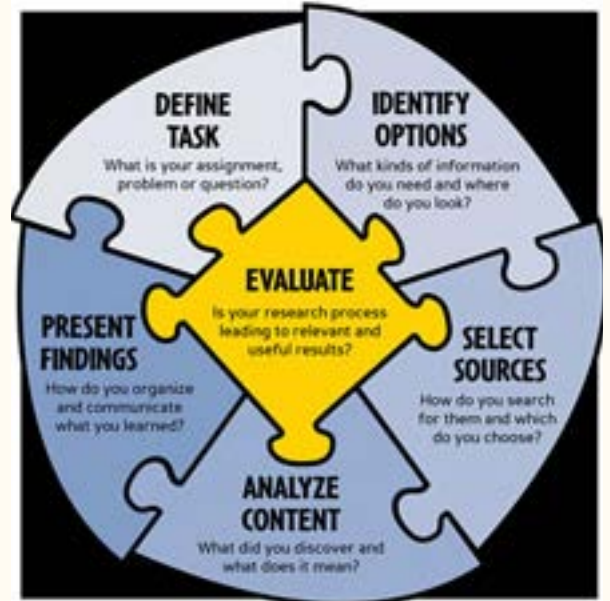 DEFINE
TASK
What is your assignment,
problem or question?
IDENTIFY
OPTIONS
What kinds of information
do you need and where
do you look?
SELECT
SOURCES
How do you search
for them and which
do you choose?
ANALYZE
CONTENT
What did you discover and
what does it mean?
PRESENT
FINDINGS
How do you organize
and communicate
what you learned?
EVALUATE
Is your research process
leading to relevant and
useful results?